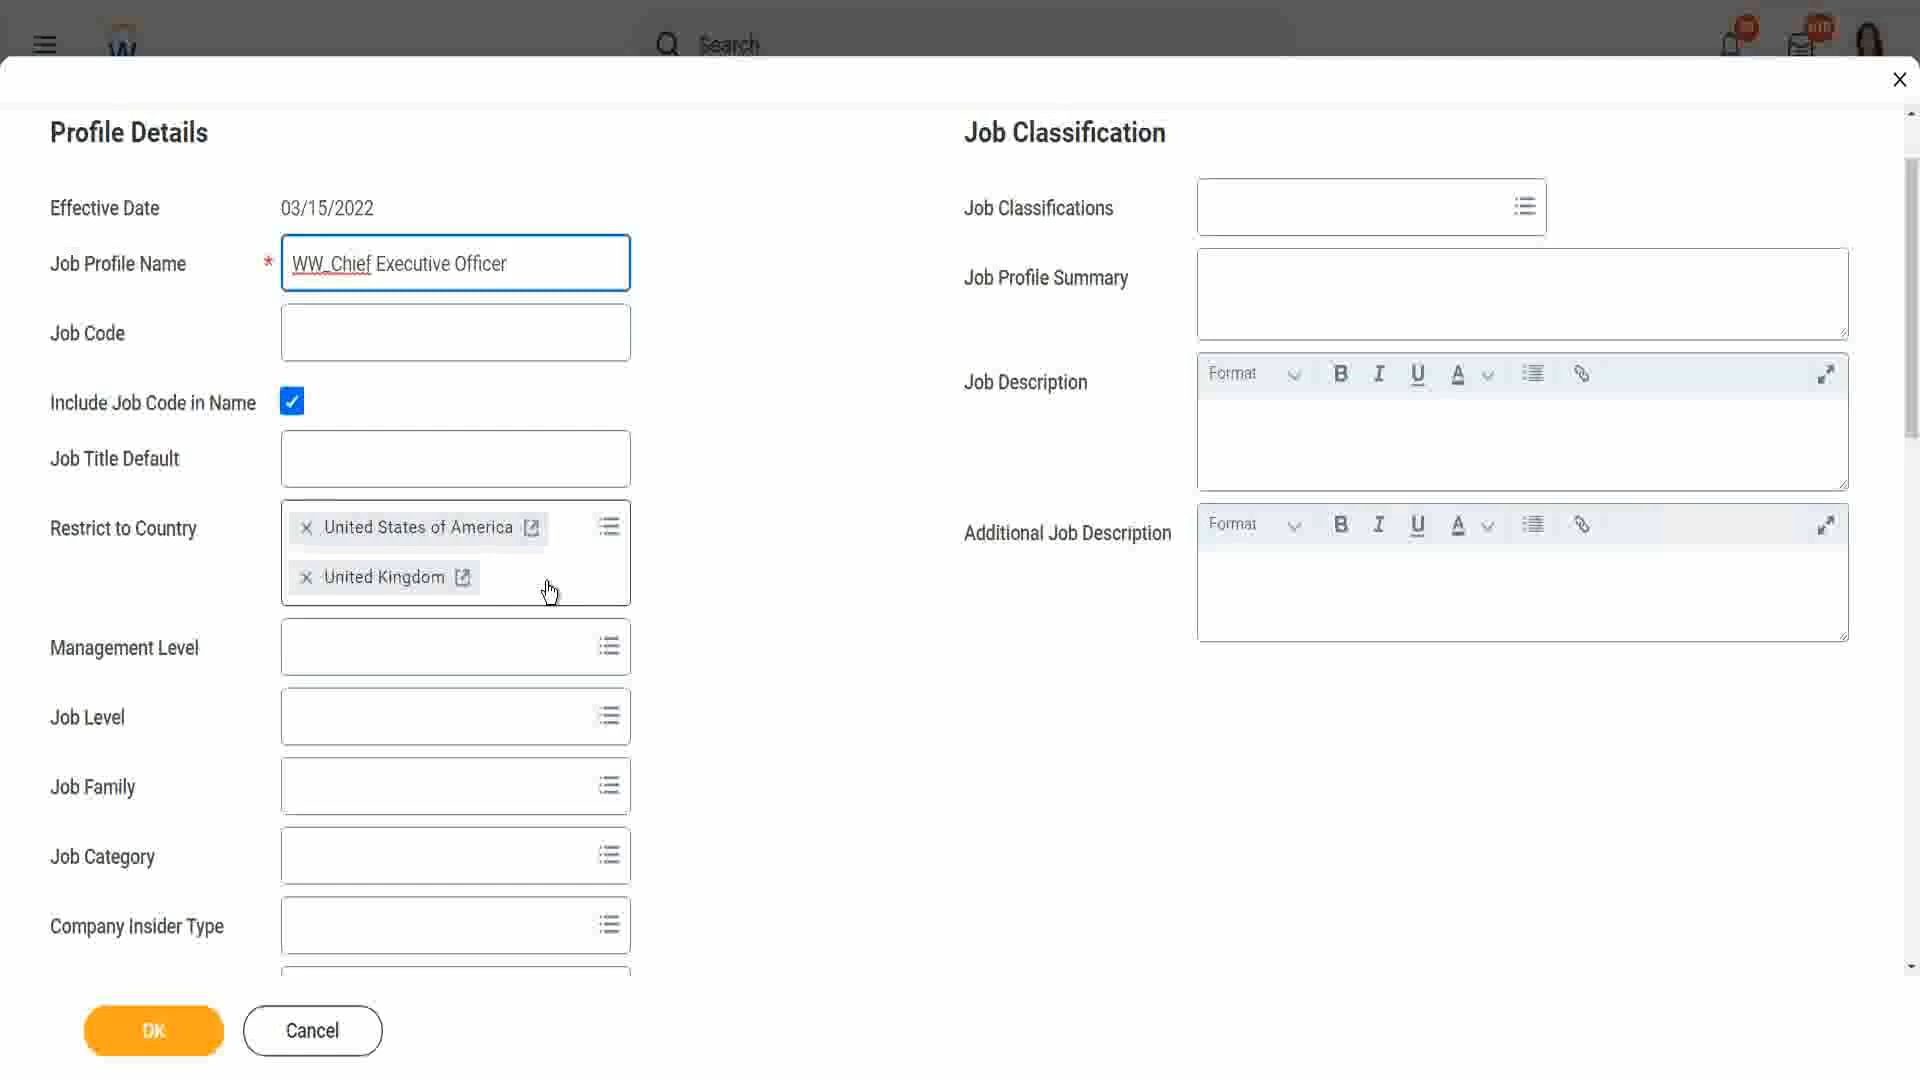 Search
Profile Details
Effective Date
03/15/2022
Job Profile Name
*
WW_Chief Executive Officer
Job Code
Include Job Code in Name
Job Title Default
Restrict to Country
United States of America
United Kingdom
Management Level
Job Level
Job Family
Job Category
Company Insider Type
Job Classification
Job Classifications
Job Profile Summary
Job Description
Format
B I U A
Additional Job Description
Format
B I U A
OK
Cancel